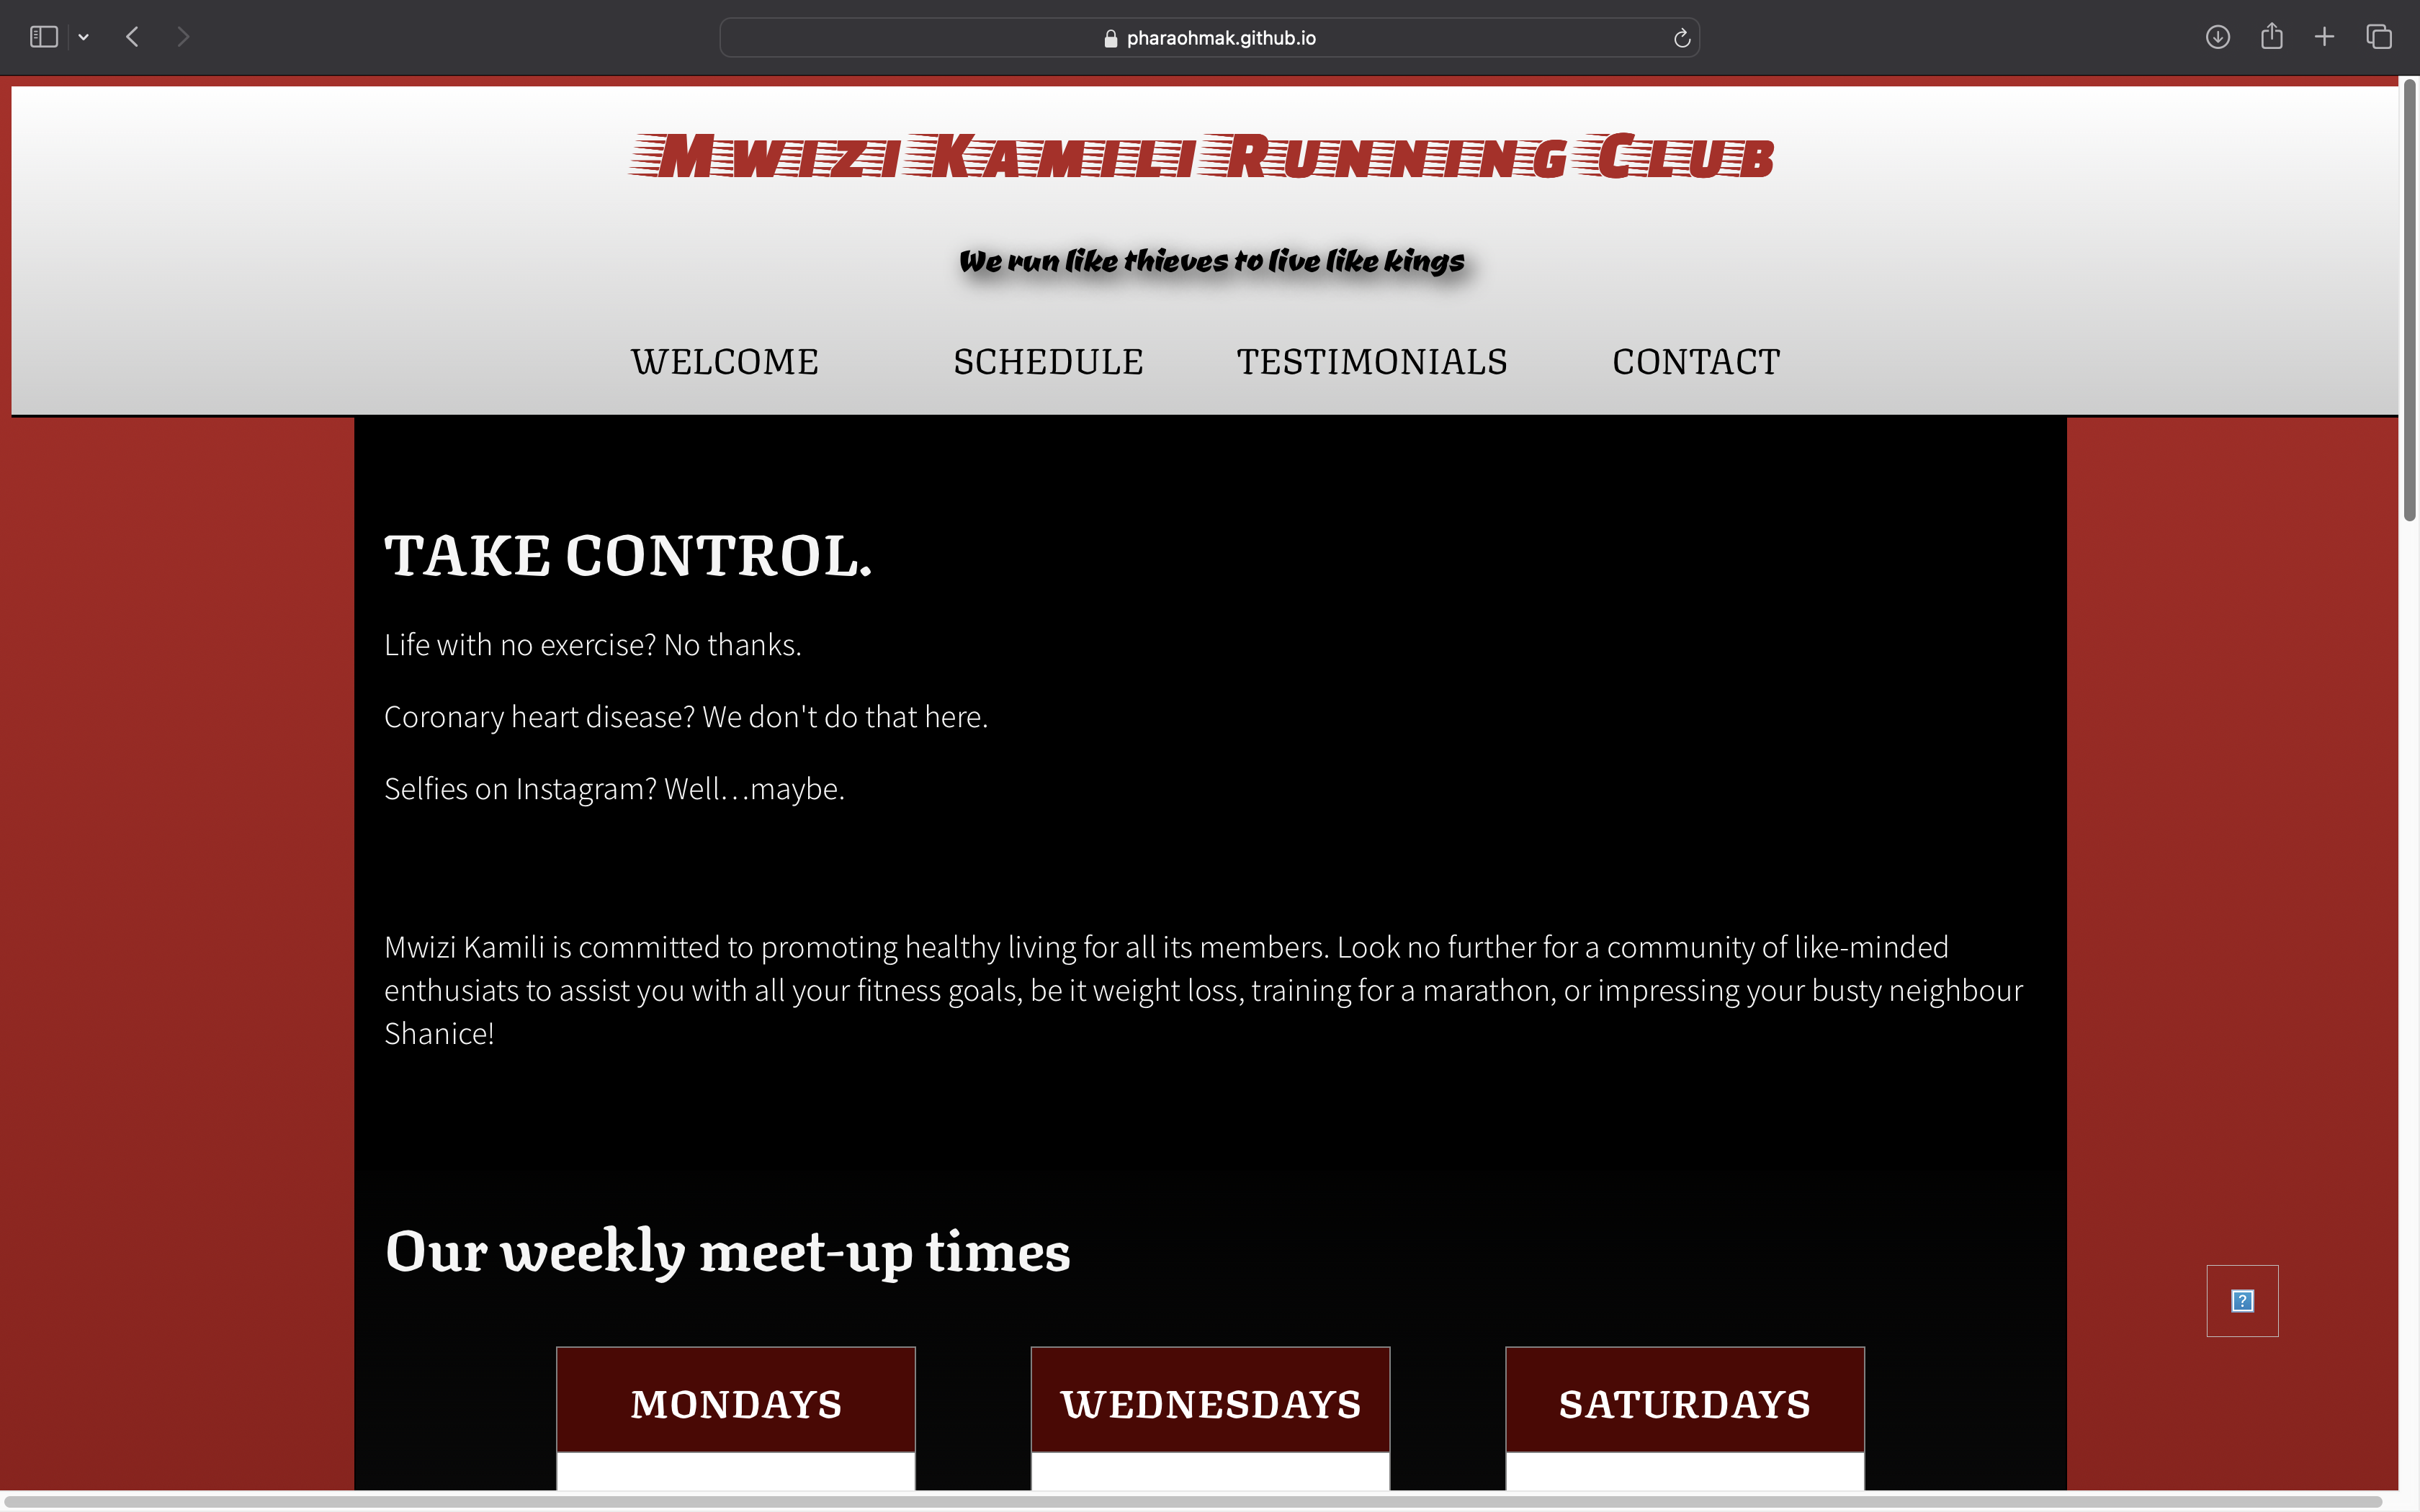 pharaohmak.github.io
Mwizi Kamili Running Club
We run like thieves to live like kings
WELCOME SCHEDULE TESTIMONIALS CONTACT
TAKE CONTROL.
Life with no exercise? No thanks.
Coronary heart disease? We don't do that here.
Selfies on Instagram? Well…maybe.
Mwizi Kamili is committed to promoting healthy living for all its members. Look no further for a community of like-minded
enthusiats to assist you with all your fitness goals, be it weight loss, training for a marathon, or impressing your busty neighbour
Shanice!
Our weekly meet-up times
MONDAYS WEDNESDAYS SATURDAYS